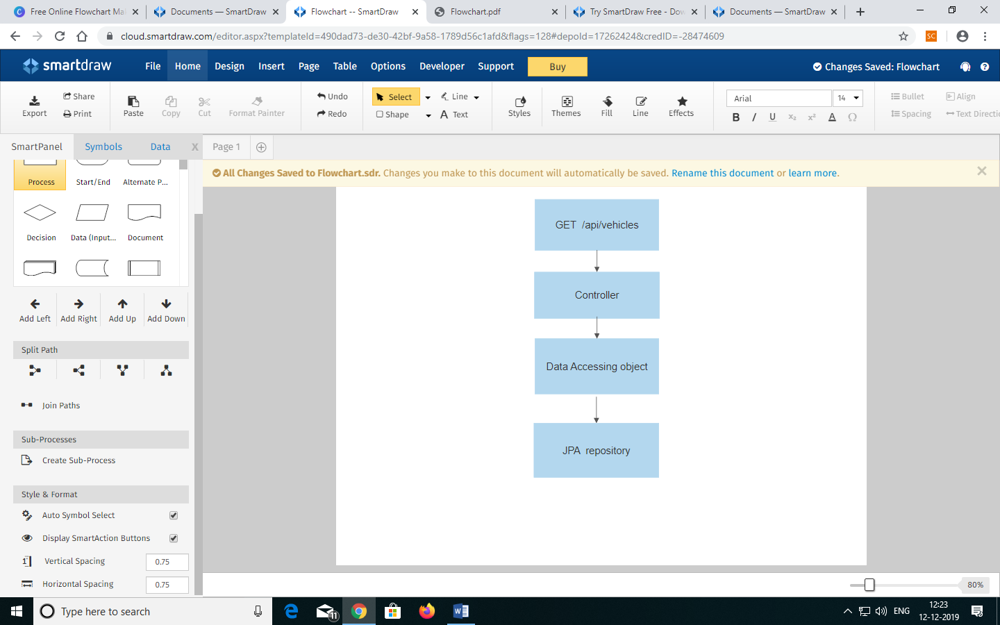 Free Online Flowchart Ma
Documents — SmartDraw
Flowchart -- SmartDraw
Flowchart.pdf
Try SmartDraw Free - Dow
Documents — SmartDraw
cloud.smartdraw.com/editor.aspx?templateId=490dad73-de30-42bf-9a58-1789d56c1afd&flags=128#depoId=17262424&credID=-28474609
SC
smartdraw
File Home Design Insert Page Table Options Developer Support Buy
Changes Saved: Flowchart
Export
Share
Print
Paste
Copy
Cut
Format Painter
Undo
Redo
Select
Line
Shape
Text
Styles
Themes
Fill
Line
Effects
Arial 14
B I U x₂ x² A Ω
Bullet
Align
Spacing
Text Directi
SmartPanel Symbols Data X
Page 1
All Changes Saved to Flowchart.sdr. Changes you make to this document will automatically be saved. Rename this document or learn more.
Process Start/End Alternate P...
Decision Data (Input... Document
Add Left Add Right Add Up Add Down
Split Path
Join Paths
Sub-Processes
Create Sub-Process
Style & Format
Auto Symbol Select
Display SmartAction Buttons
Vertical Spacing 0.75
Horizontal Spacing 0.75
GET /api/vehicles
Controller
Data Accessing object
JPA repository
80%
Type here to search
11
ENG
12:23
12-12-2019